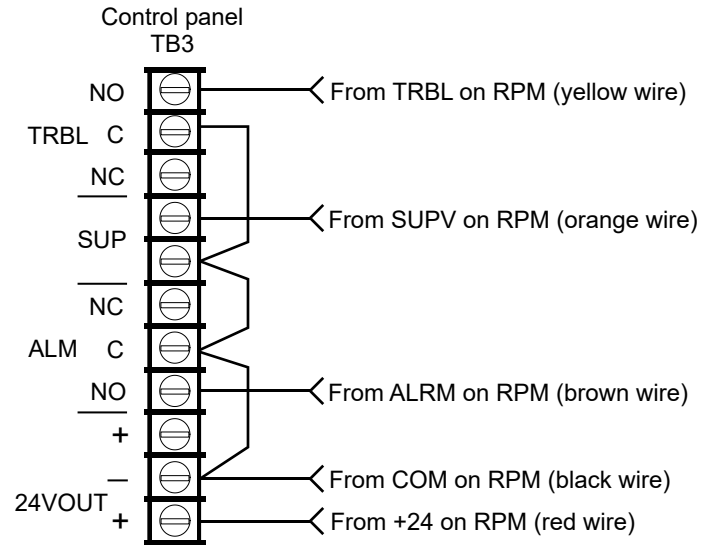 Control panel
TB3
NO From TRBL on RPM (yellow wire)
TRBL C
NC
From SUPV on RPM (orange wire)
SUP
NC
ALM C
NO From ALRM on RPM (brown wire)
+
– From COM on RPM (black wire)
24VOUT
+ From +24 on RPM (red wire)